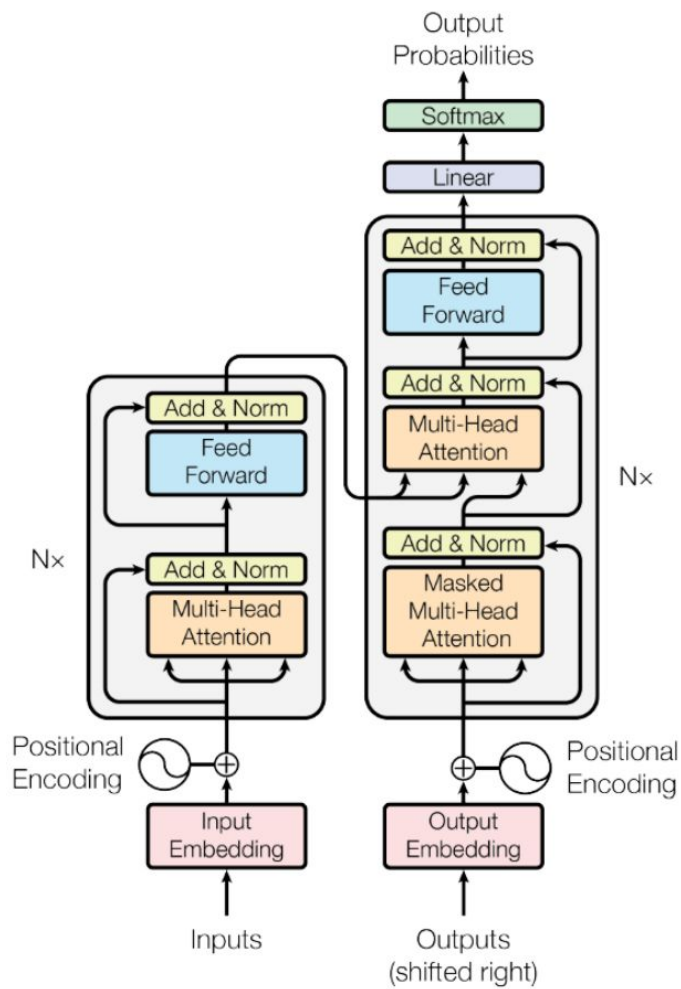 Output
Probabilities
Softmax
Linear
Add & Norm
Feed
Forward
Add & Norm
Multi-Head
Attention
Add & Norm
Masked
Multi-Head
Attention
Nx
Add & Norm
Feed
Forward
Add & Norm
Multi-Head
Attention
Nx
Positional
Encoding
Positional
Encoding
Input
Embedding
Output
Embedding
Inputs
Outputs
(shifted right)